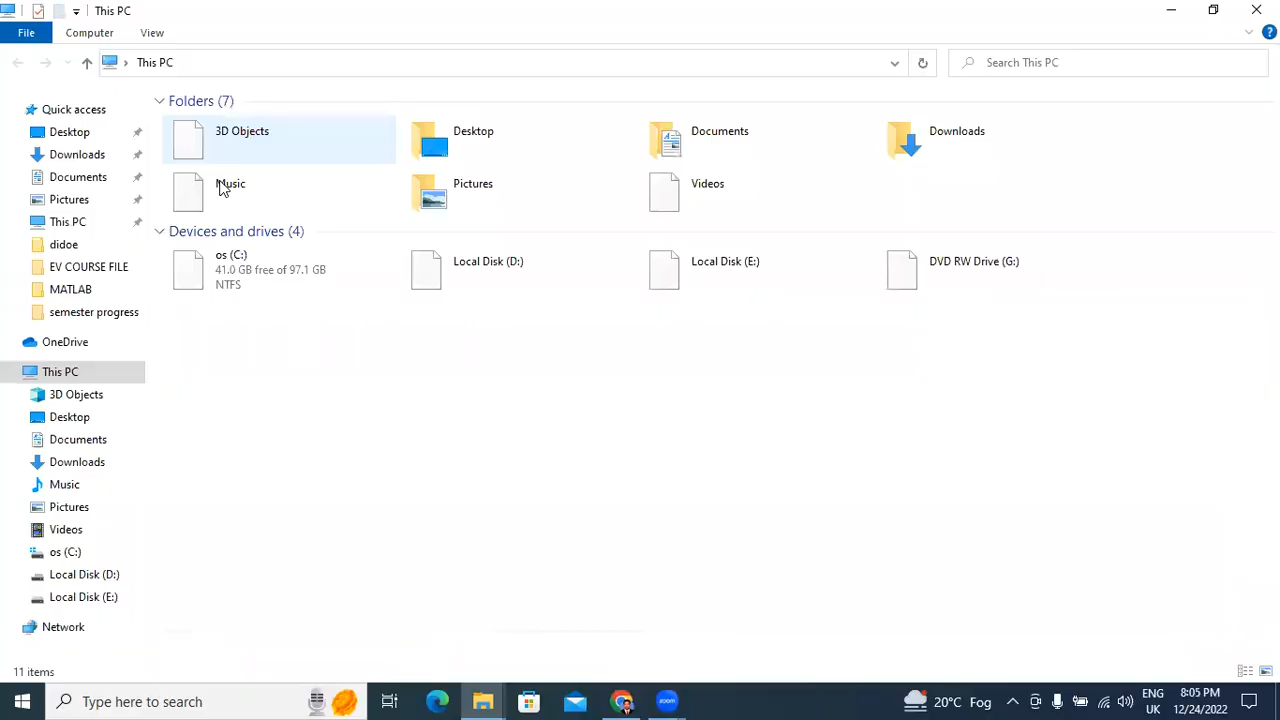 This PC
File Computer View
This PC Search This PC
Quick access
Desktop
Downloads
Documents
Pictures
This PC
didoe
EV COURSE FILE
MATLAB
semester progress
OneDrive
This PC
3D Objects
Desktop
Documents
Downloads
Music
Pictures
Videos
os (C:)
Local Disk (D:)
Local Disk (E:)
Network
Folders (7)
3D Objects Desktop Documents Downloads
Music Pictures Videos
Devices and drives (4)
os (C:)
41.0 GB free of 97.1 GB
NTFS
Local Disk (D:) Local Disk (E:) DVD RW Drive (G:)
11 items
Type here to search
zoom
20°C Fog
ENG
UK
8:05 PM
12/24/2022